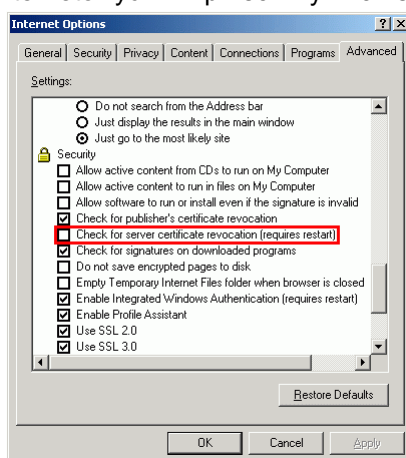 Internet Options
General Security Privacy Content Connections Programs Advanced
Settings:
Do not search from the Address bar
Just display the results in the main window
Just go to the most likely site
Security
Allow active content from CDs to run on My Computer
Allow active content to run in files on My Computer
Allow software to run or install even if the signature is invalid
Check for publisher's certificate revocation
Check for server certificate revocation (requires restart)
Check for signatures on downloaded programs
Do not save encrypted pages to disk
Empty Temporary Internet Files folder when browser is closed
Enable Integrated Windows Authentication (requires restart)
Enable Profile Assistant
Use SSL 2.0
Use SSL 3.0
Restore Defaults
OK Cancel Apply